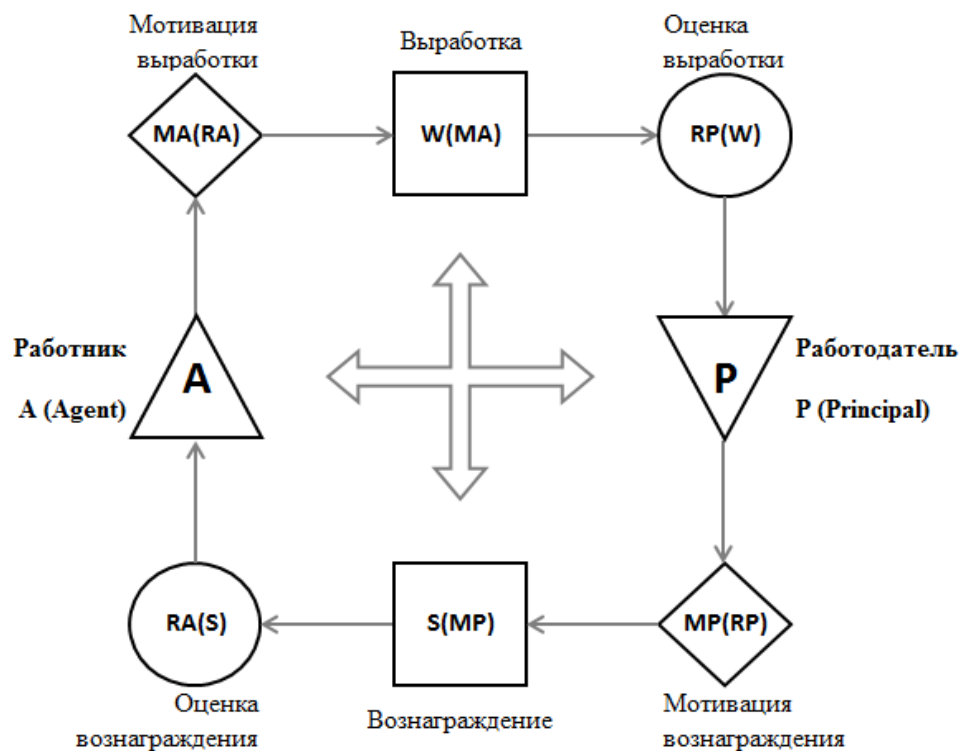 Мотивация
выработки
Выработка
Оценка
выработки
MA(RA)
W(MA)
RP(W)
Работник
A (Agent)
A
P
Работодатель
P (Principal)
RA(S)
S(MP)
MP(RP)
Оценка
вознаграждения
Вознаграждение
Мотивация
вознаграждения